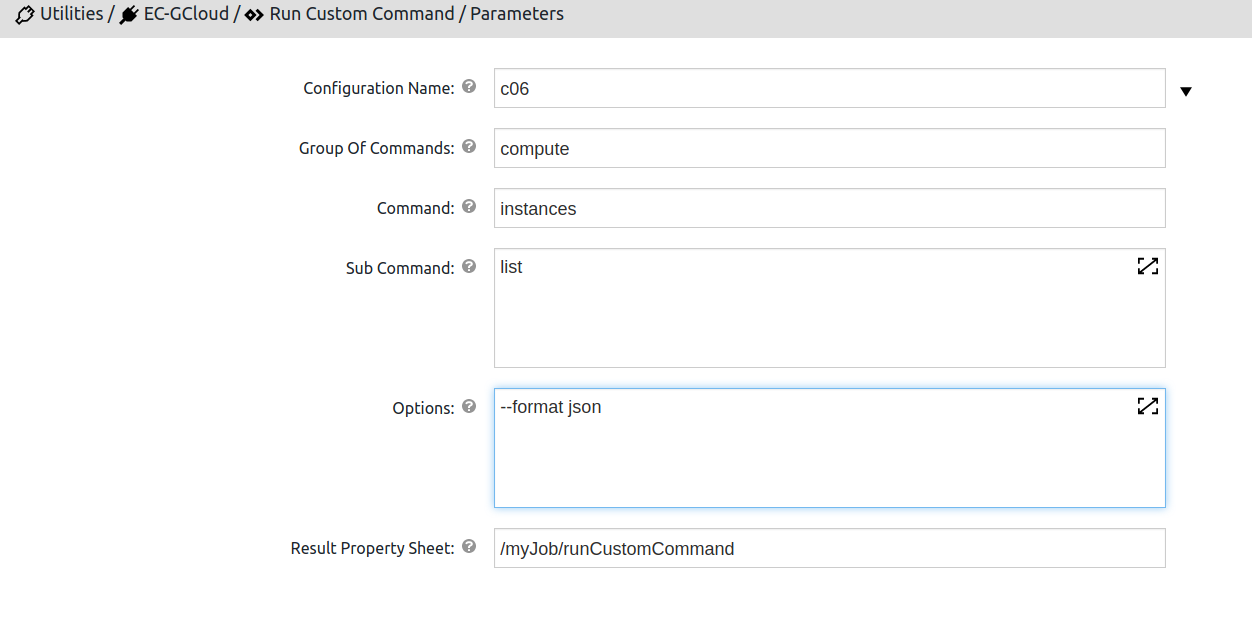 Utilities / EC-GCloud / Run Custom Command / Parameters
Configuration Name: c06
Group Of Commands: compute
Command: instances
Sub Command: list
Options: --format json
Result Property Sheet: /myJob/runCustomCommand